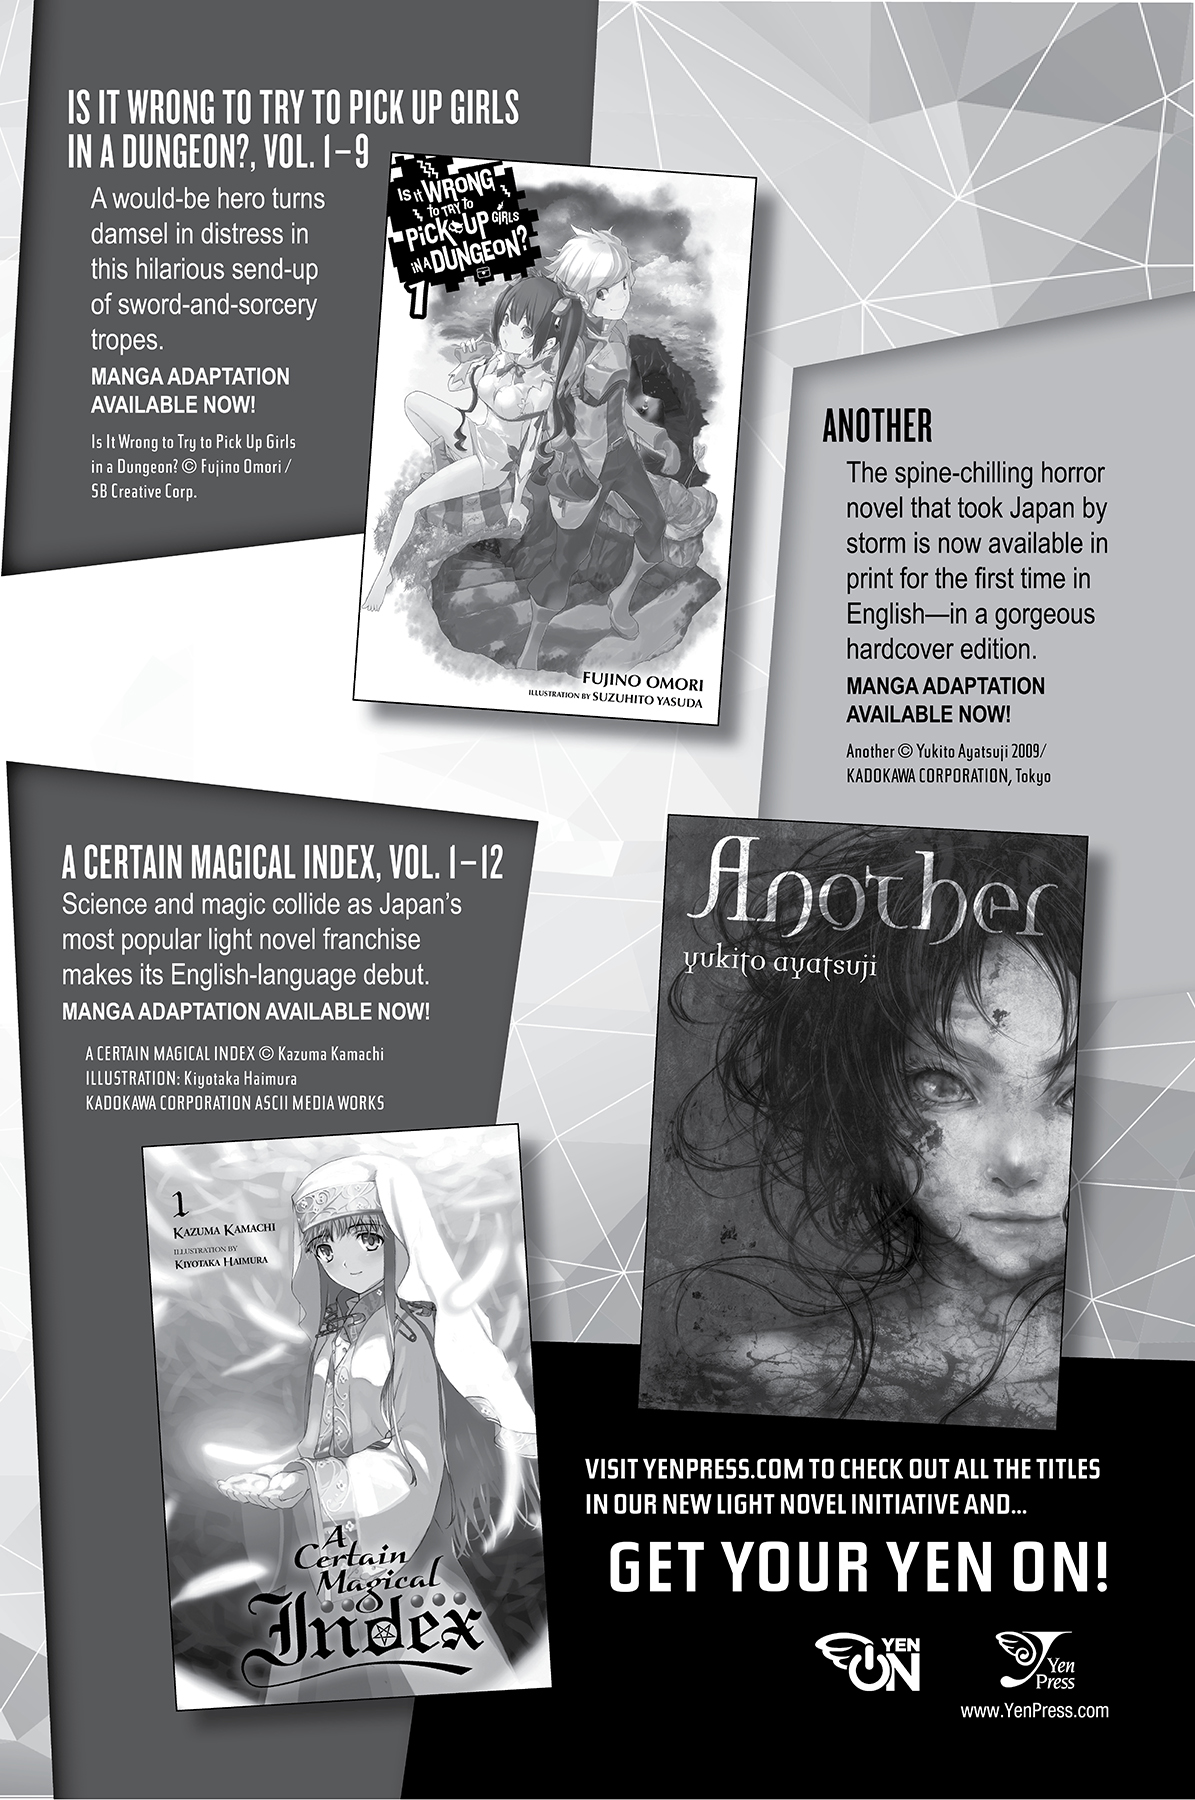 IS IT WRONG TO TRY TO PICK UP GIRLS
IN A DUNGEON?, VOL. 1–9
A would-be hero turns
damsel in distress in
this hilarious send-up
of sword-and-sorcery
tropes.
MANGA ADAPTATION
AVAILABLE NOW!
Is It Wrong to Try to Pick Up Girls
in a Dungeon? © Fujino Omori /
SB Creative Corp.
IS IT WRONG
TO TRY TO
PICK UP GIRLS
IN A DUNGEON?
1
FUJINO OMORI
ILLUSTRATION BY SUZUHITO YASUDA
ANOTHER
The spine-chilling horror
novel that took Japan by
storm is now available in
print for the first time in
English—in a gorgeous
hardcover edition.
MANGA ADAPTATION
AVAILABLE NOW!
Another © Yukito Ayatsuji 2009/
KADOKAWA CORPORATION, Tokyo
Another
yukito ayatsuji
A CERTAIN MAGICAL INDEX, VOL. 1–12
Science and magic collide as Japan’s
most popular light novel franchise
makes its English-language debut.
MANGA ADAPTATION AVAILABLE NOW!
A CERTAIN MAGICAL INDEX © Kazuma Kamachi
ILLUSTRATION: Kiyotaka Haimura
KADOKAWA CORPORATION ASCII MEDIA WORKS
1
KAZUMA KAMACHI
ILLUSTRATION BY
KIYOTAKA HAIMURA
A
Certain
Magical
Index
VISIT YENPRESS.COM TO CHECK OUT ALL THE TITLES
IN OUR NEW LIGHT NOVEL INITIATIVE AND...
GET YOUR YEN ON!
YEN
ON
Yen
Press
www.YenPress.com